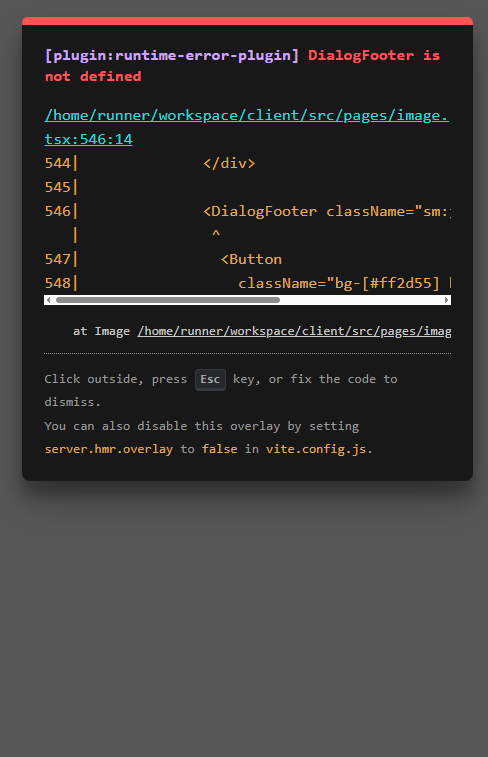 [plugin:runtime-error-plugin] DialogFooter is
not defined
/home/runner/workspace/client/src/pages/image.
tsx:546:14
544|              </div>
545|
546|              <DialogFooter className="sm:
   |               ^
547|                <Button
548|                  className="bg-[#ff2d55]
at Image /home/runner/workspace/client/src/pages/imag
Click outside, press Esc key, or fix the code to
dismiss.
You can also disable this overlay by setting
server.hmr.overlay to false in vite.config.js.